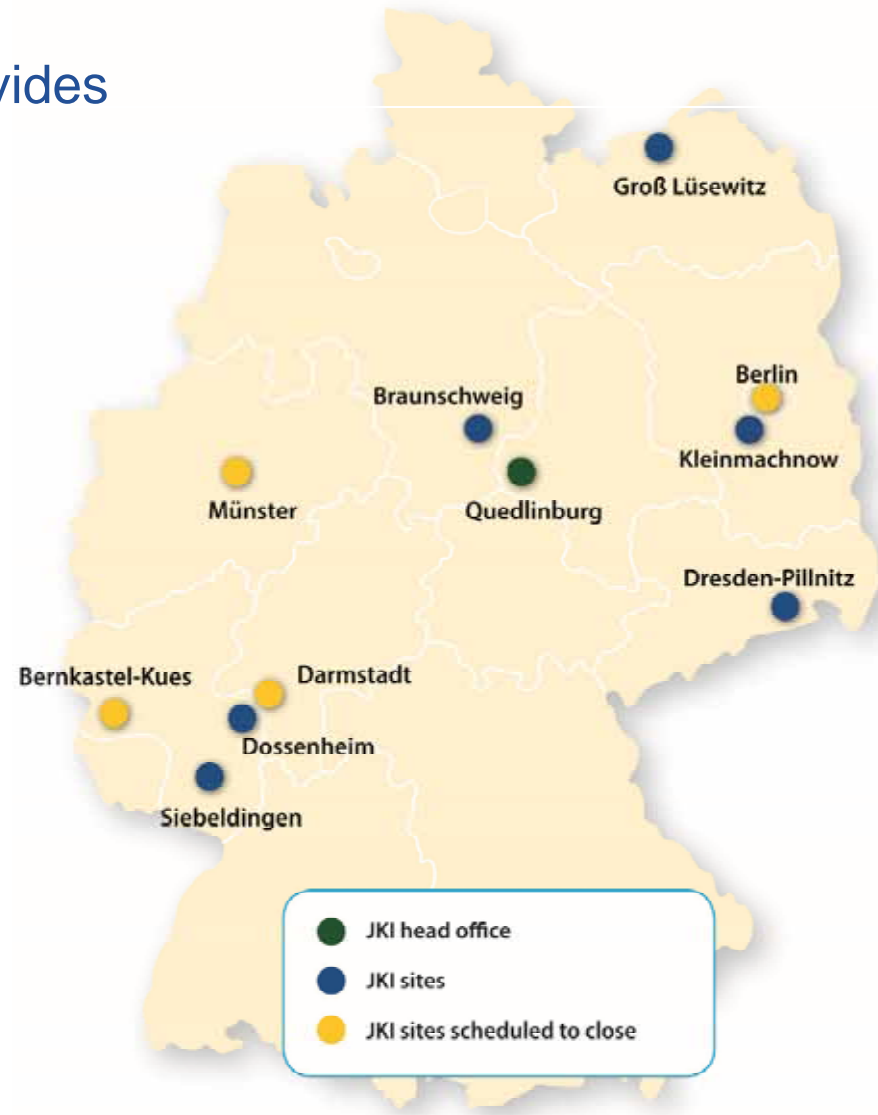 vides
Groß Lüsewitz
Berlin
Braunschweig
Kleinmachnow
Münster
Quedlinburg
Dresden-Pillnitz
Bernkastel-Kues
Darmstadt
Dossenheim
Siebeldingen
JKI head office
JKI sites
JKI sites scheduled to close